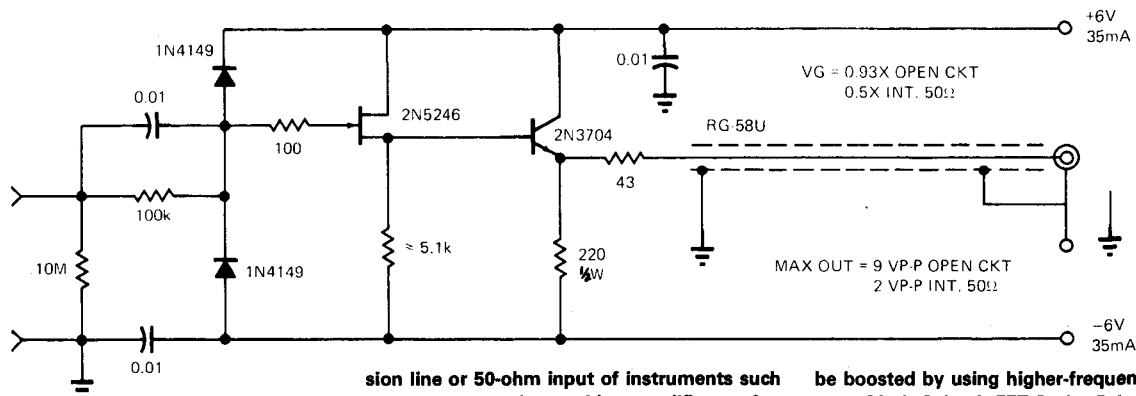 +6V
35mA
1N4149
0.01
0.01
VG = 0.93X OPEN CKT
0.5X INT. 50Ω
2N5246
2N3704
RG-58U
100
43
100k
10M
1N4149
≈ 5.1k
220
½W
MAX OUT = 9 VP-P OPEN CKT
2 VP-P INT. 50Ω
0.01
−6V
35mA
sion line or 50-ohm input of instruments such
be boosted by using higher-frequen